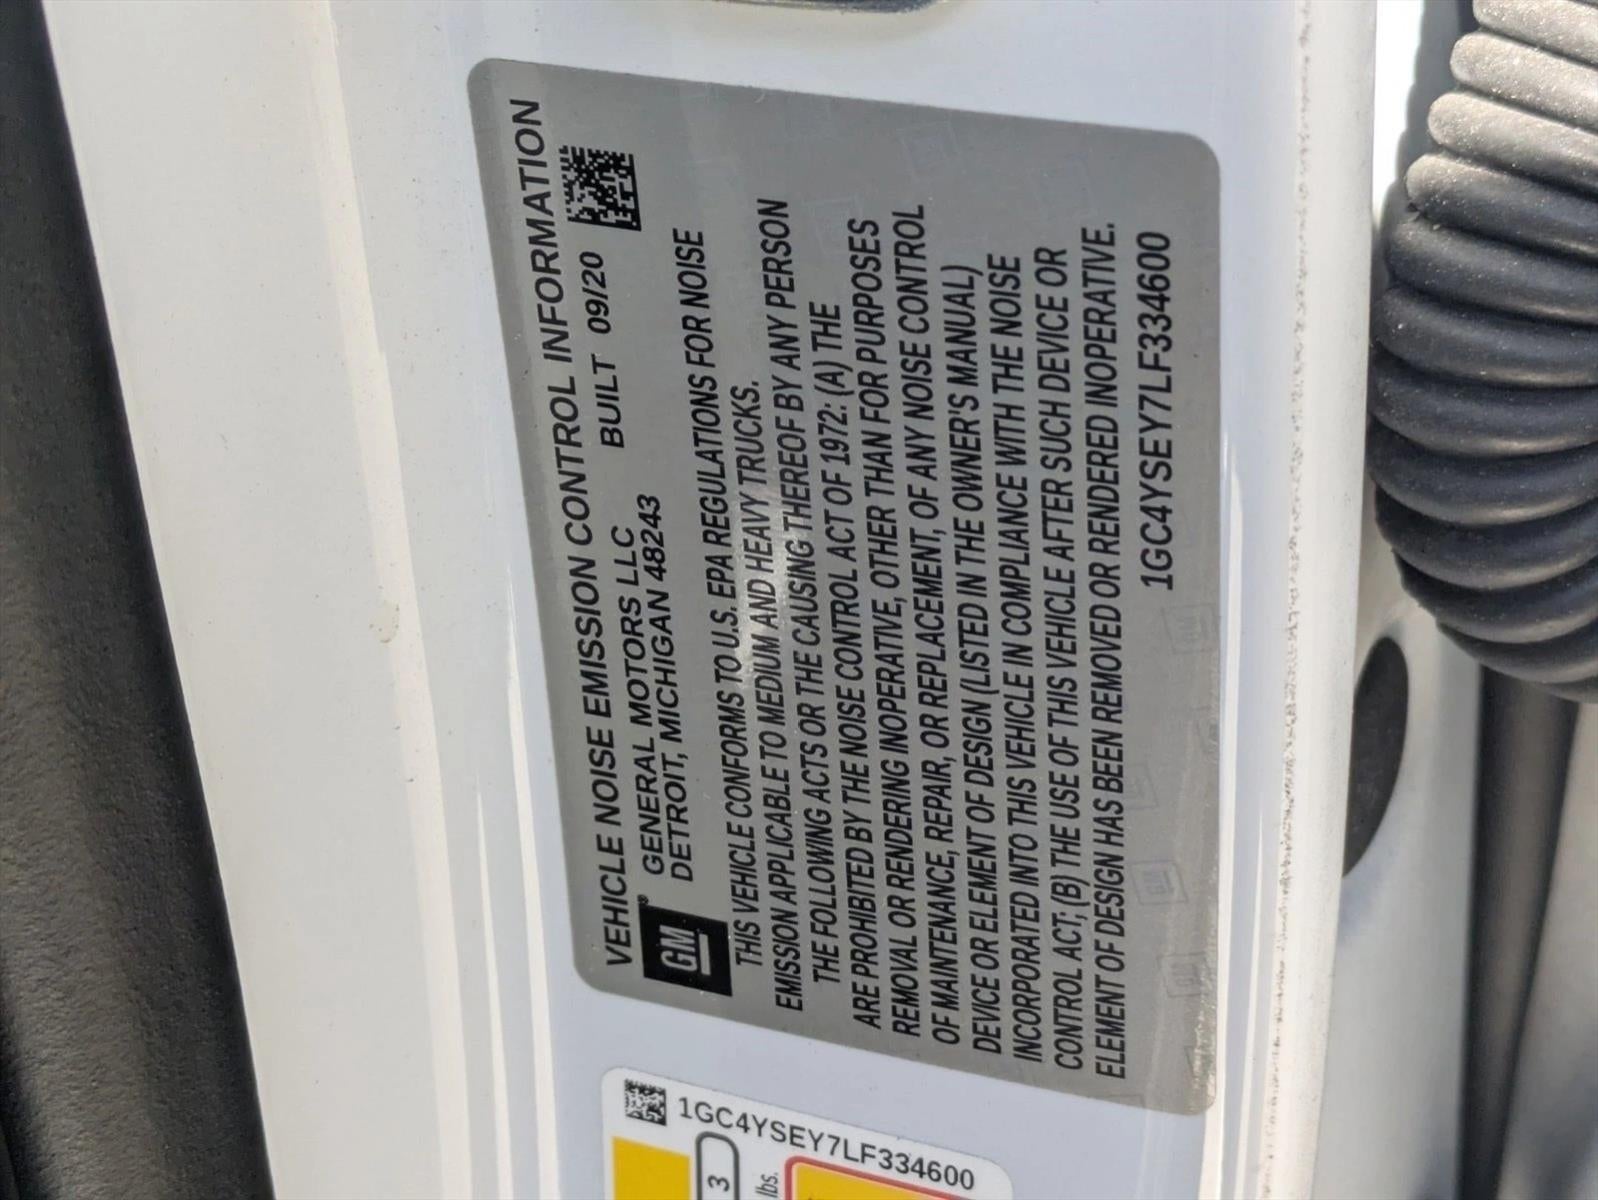 VEHICLE NOISE EMISSION CONTROL INFORMATION
GM
GENERAL MOTORS LLC BUILT 09/20
DETROIT, MICHIGAN 48243
THIS VEHICLE CONFORMS TO U.S. EPA REGULATIONS FOR NOISE
EMISSION APPLICABLE TO MEDIUM AND HEAVY TRUCKS.
THE FOLLOWING ACTS OR THE CAUSING THEREOF BY ANY PERSON
ARE PROHIBITED BY THE NOISE CONTROL ACT OF 1972: (A) THE
REMOVAL OR RENDERING INOPERATIVE, OTHER THAN FOR PURPOSES
OF MAINTENANCE, REPAIR, OR REPLACEMENT, OF ANY NOISE CONTROL
DEVICE OR ELEMENT OF DESIGN (LISTED IN THE OWNER'S MANUAL)
INCORPORATED INTO THIS VEHICLE IN COMPLIANCE WITH THE NOISE
CONTROL ACT; (B) THE USE OF THIS VEHICLE AFTER SUCH DEVICE OR
ELEMENT OF DESIGN HAS BEEN REMOVED OR RENDERED INOPERATIVE.
1GC4YSEY7LF334600
1GC4YSEY7LF334600
3
lbs.